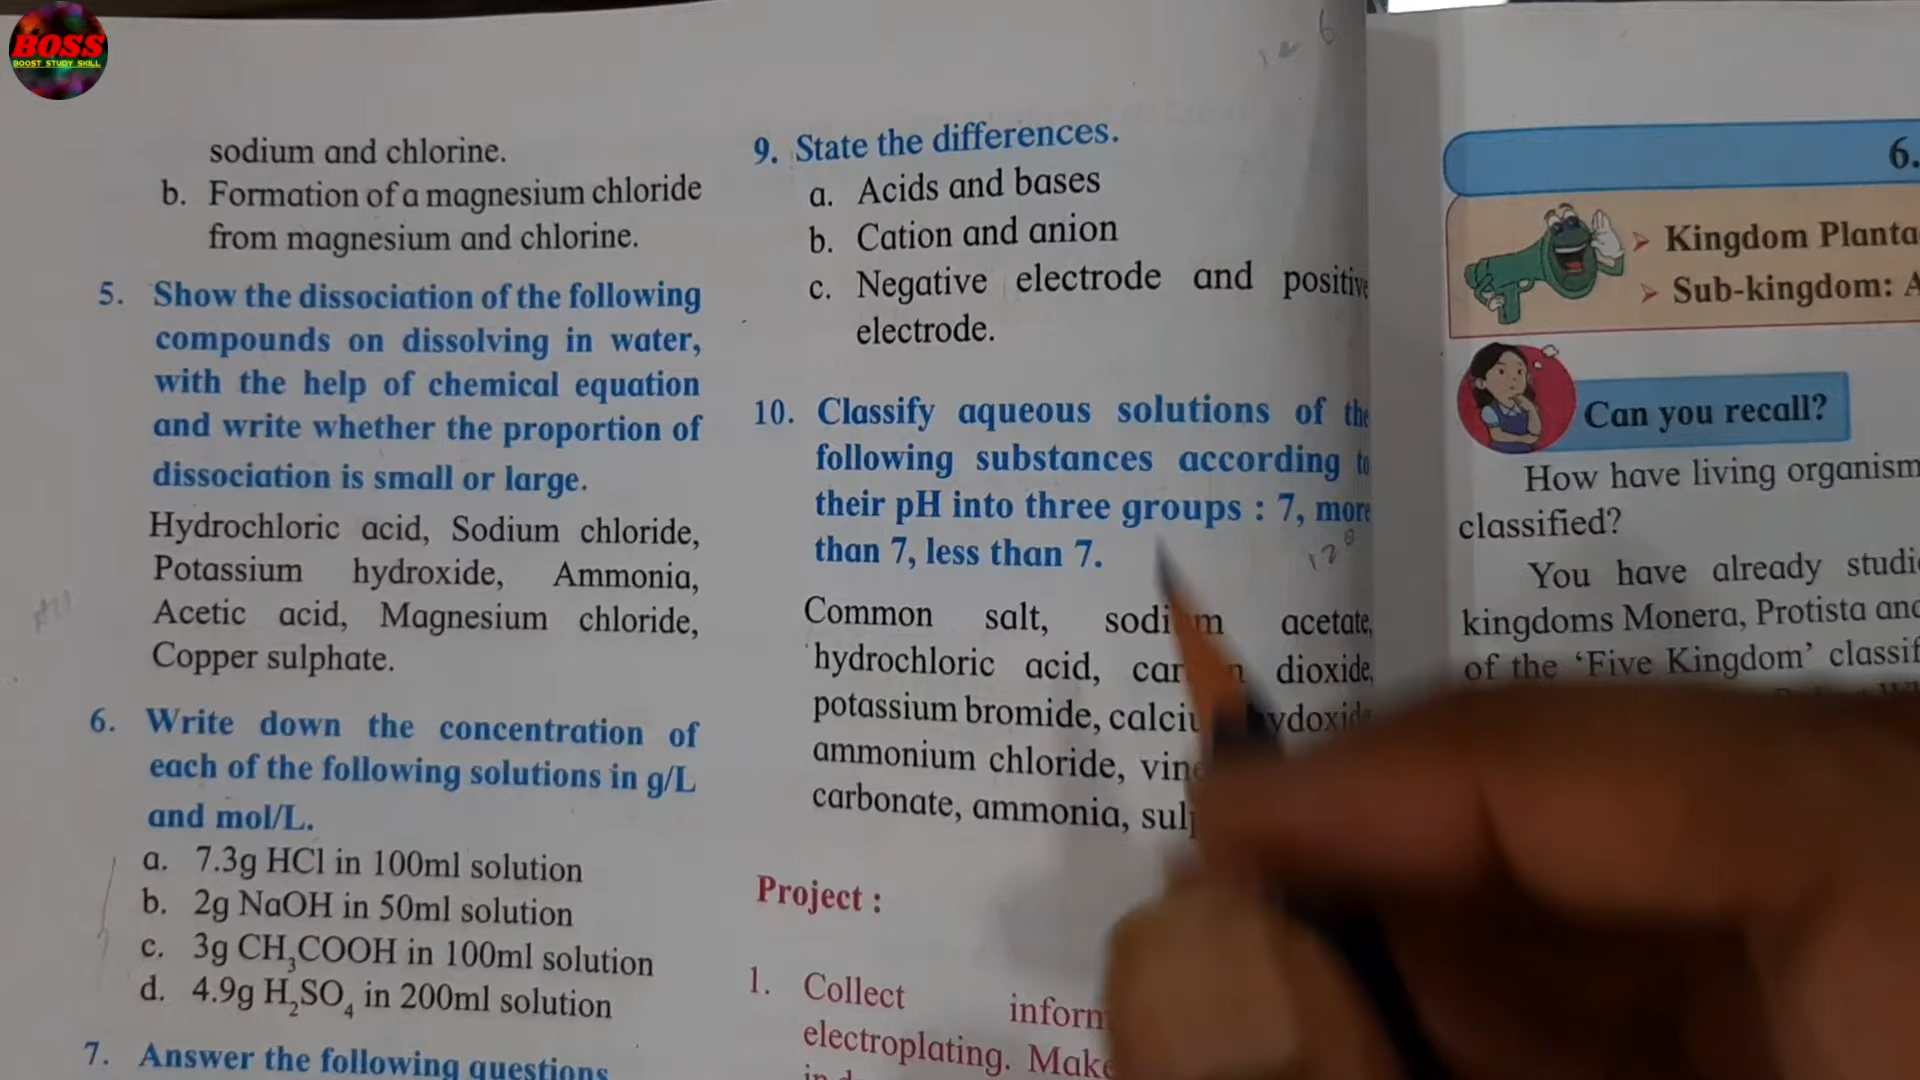 BOSS
BOOST STUDY SKILL
sodium and chlorine.
b. Formation of a magnesium chloride
from magnesium and chlorine.
5. Show the dissociation of the following
compounds on dissolving in water,
with the help of chemical equation
and write whether the proportion of
dissociation is small or large.
Hydrochloric acid, Sodium chloride,
Potassium hydroxide, Ammonia,
Acetic acid, Magnesium chloride,
Copper sulphate.
6. Write down the concentration of
each of the following solutions in g/L
and mol/L.
a. 7.3g HCl in 100ml solution
b. 2g NaOH in 50ml solution
c. 3g CH₃COOH in 100ml solution
d. 4.9g H₂SO₄ in 200ml solution
7. Answer the following questions
9. State the differences.
a. Acids and bases
b. Cation and anion
c. Negative electrode and positive
electrode.
10. Classify aqueous solutions of the
following substances according to
their pH into three groups : 7, more
than 7, less than 7.
Common salt, sodium acetate,
hydrochloric acid, dioxide,
potassium bromide,
ammonium chloride,
carbonate, ammonia,
Project :
1. Collect
electroplating. Make
6.
Kingdom Planta
Sub-kingdom: A
Can you recall?
How have living organism
classified?
You have already studi
kingdoms Monera, Protista and
of the ‘Five Kingdom’ classif